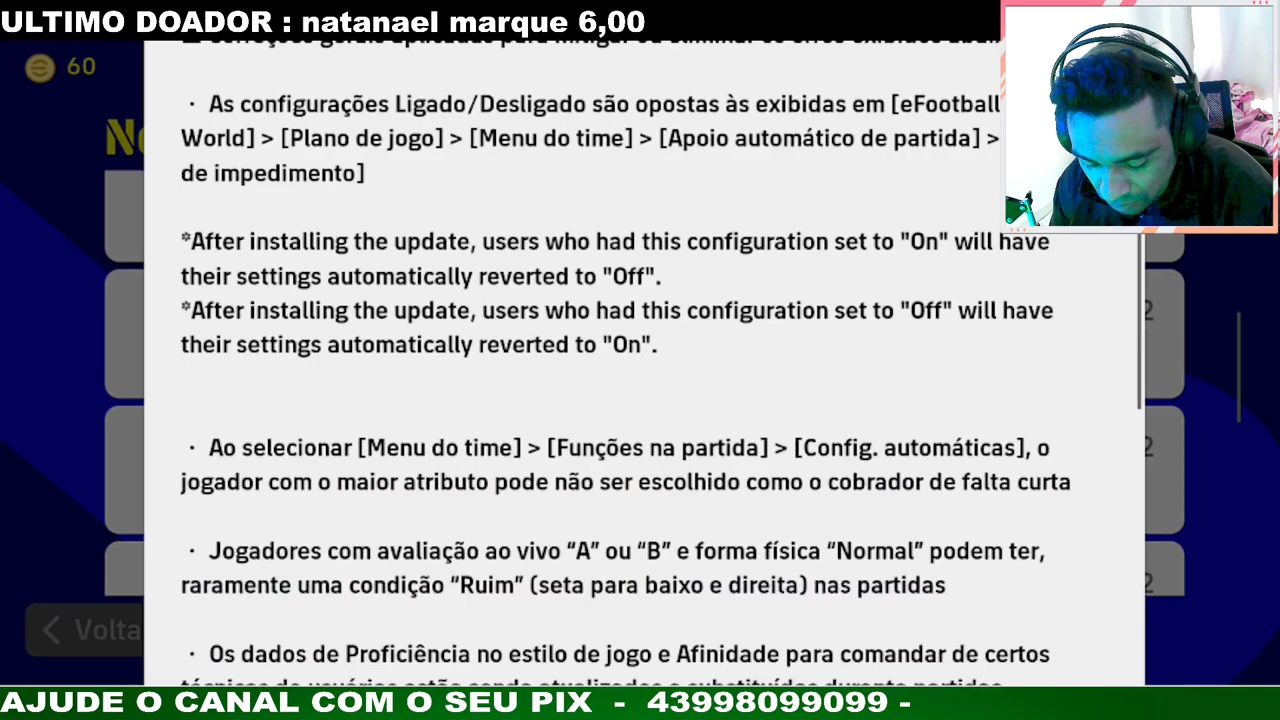 ULTIMO DOADOR : natanael marque 6,00
60
As configurações Ligado/Desligado são opostas às exibidas em [eFootball
World] > [Plano de jogo] > [Menu do time] > [Apoio automático de partida] >
de impedimento]
*After installing the update, users who had this configuration set to "On" will have
their settings automatically reverted to "Off".
*After installing the update, users who had this configuration set to "Off" will have
their settings automatically reverted to "On".
· Ao selecionar [Menu do time] > [Funções na partida] > [Config. automáticas], o
jogador com o maior atributo pode não ser escolhido como o cobrador de falta curta
· Jogadores com avaliação ao vivo “A” ou “B” e forma física “Normal” podem ter,
raramente uma condição “Ruim” (seta para baixo e direita) nas partidas
Volta
· Os dados de Proficiência no estilo de jogo e Afinidade para comandar de certos
AJUDE O CANAL COM O SEU PIX - 43998099099 -